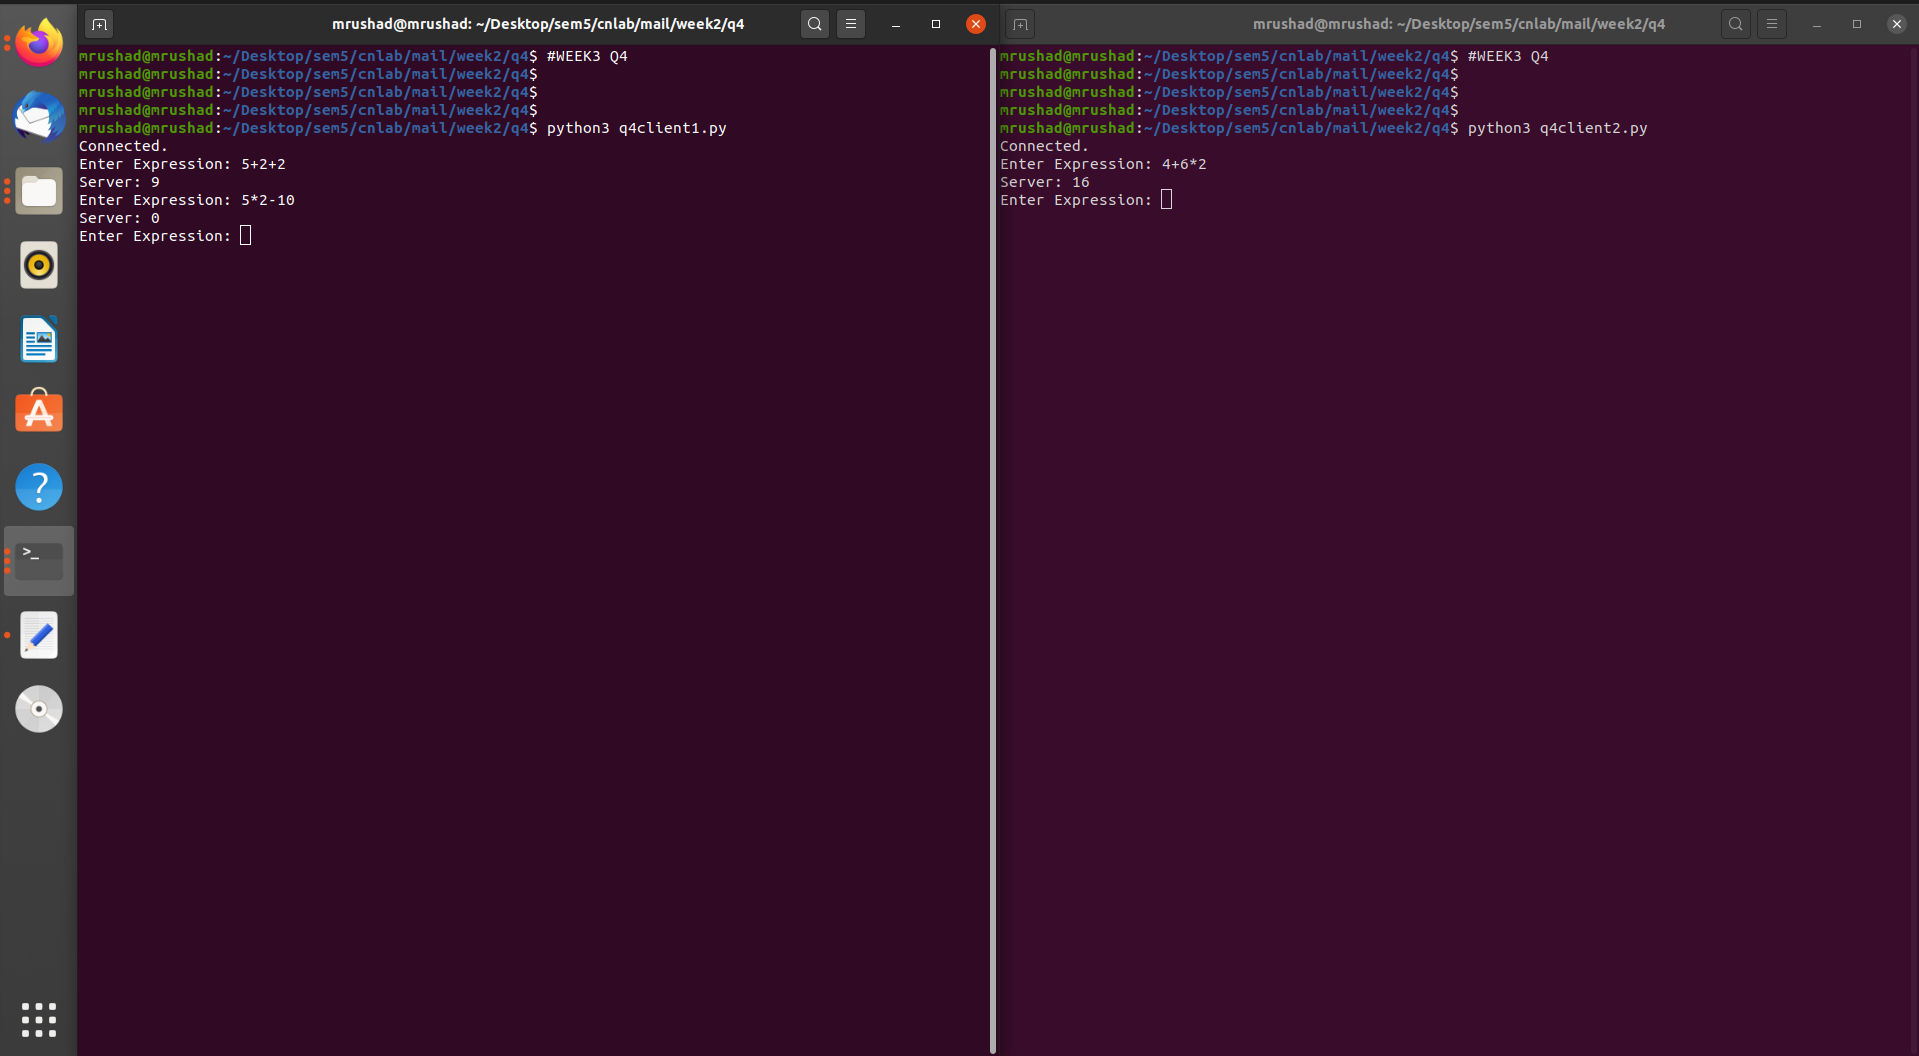 mrushad@mrushad: ~/Desktop/sem5/cnlab/mail/week2/q4
mrushad@mrushad:~/Desktop/sem5/cnlab/mail/week2/q4$ #WEEK3 Q4
mrushad@mrushad:~/Desktop/sem5/cnlab/mail/week2/q4$
mrushad@mrushad:~/Desktop/sem5/cnlab/mail/week2/q4$
mrushad@mrushad:~/Desktop/sem5/cnlab/mail/week2/q4$
mrushad@mrushad:~/Desktop/sem5/cnlab/mail/week2/q4$ python3 q4client1.py
Connected.
Enter Expression: 5+2+2
Server: 9
Enter Expression: 5*2-10
Server: 0
Enter Expression:
mrushad@mrushad: ~/Desktop/sem5/cnlab/mail/week2/q4
mrushad@mrushad:~/Desktop/sem5/cnlab/mail/week2/q4$ #WEEK3 Q4
mrushad@mrushad:~/Desktop/sem5/cnlab/mail/week2/q4$
mrushad@mrushad:~/Desktop/sem5/cnlab/mail/week2/q4$
mrushad@mrushad:~/Desktop/sem5/cnlab/mail/week2/q4$
mrushad@mrushad:~/Desktop/sem5/cnlab/mail/week2/q4$ python3 q4client2.py
Connected.
Enter Expression: 4+6*2
Server: 16
Enter Expression: